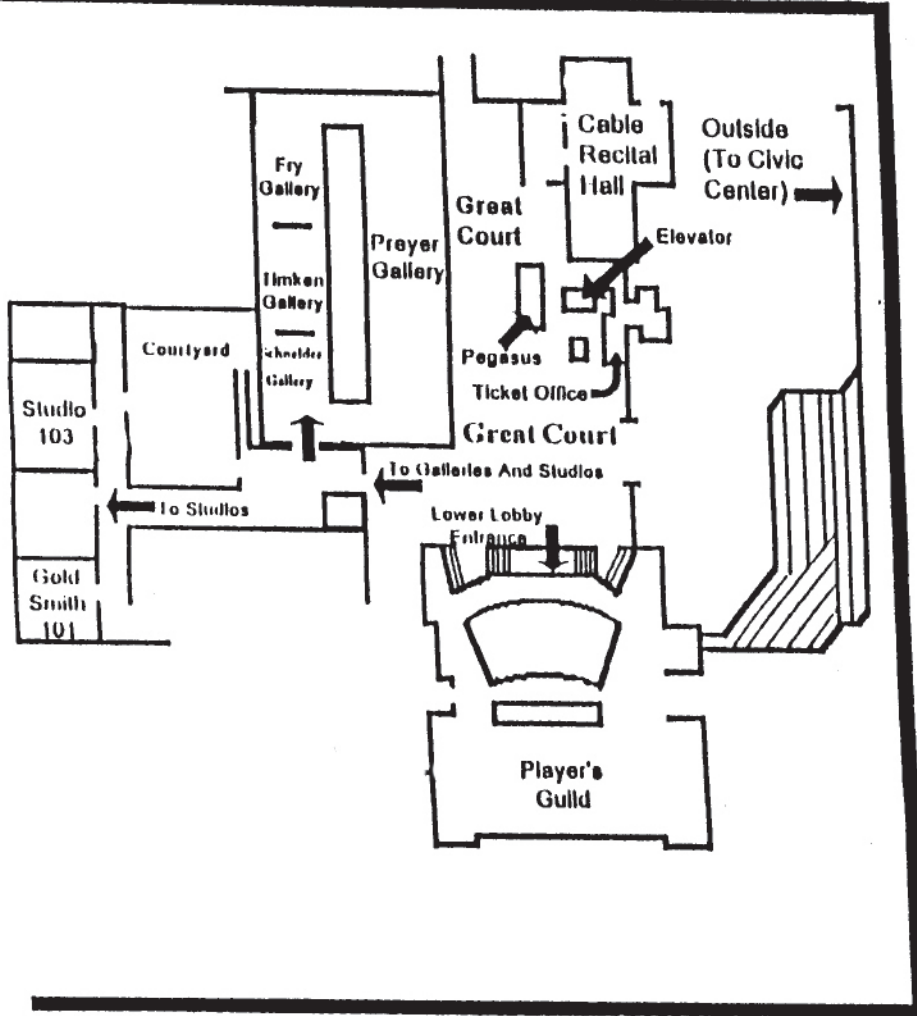 Cable
Recital
Hall
Outside
(To Civic
Center)
Fry
Gallery
Great
Court
Preyer
Gallery
Elevator
Timken
Gallery
Courtyard
Schneider
Gallery
Pegasus
Ticket Office
Studio
103
Great Court
To Galleries And Studios
To Studios
Lower Lobby
Entrance
Gold
Smith
101
Player's
Guild